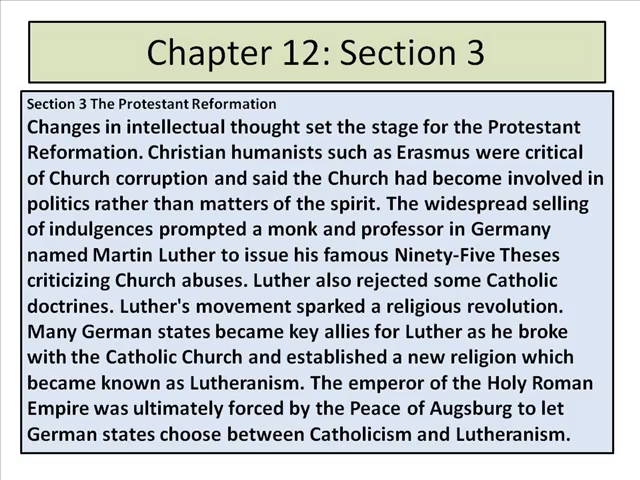 Chapter 12: Section 3
Section 3 The Protestant Reformation
Changes in intellectual thought set the stage for the Protestant
Reformation. Christian humanists such as Erasmus were critical
of Church corruption and said the Church had become involved in
politics rather than matters of the spirit. The widespread selling
of indulgences prompted a monk and professor in Germany
named Martin Luther to issue his famous Ninety-Five Theses
criticizing Church abuses. Luther also rejected some Catholic
doctrines. Luther's movement sparked a religious revolution.
Many German states became key allies for Luther as he broke
with the Catholic Church and established a new religion which
became known as Lutheranism. The emperor of the Holy Roman
Empire was ultimately forced by the Peace of Augsburg to let
German states choose between Catholicism and Lutheranism.